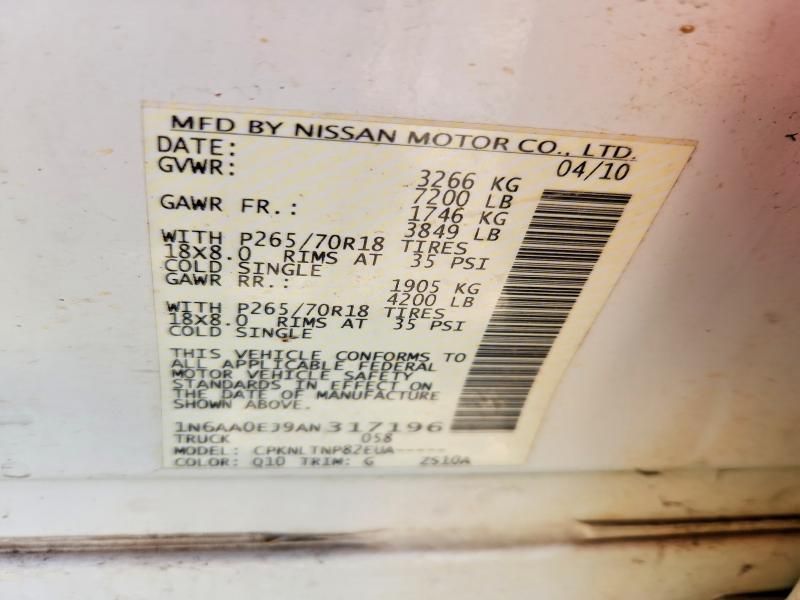 MFD BY NISSAN MOTOR CO., LTD.
DATE: 04/10
GVWR: 3266 KG
7200 LB
GAWR FR.: 1746 KG
3849 LB
WITH P265/70R18 TIRES
18X8.0 RIMS AT 35 PSI
COLD SINGLE
GAWR RR.: 1905 KG
4200 LB
WITH P265/70R18 TIRES
18X8.0 RIMS AT 35 PSI
COLD SINGLE
THIS VEHICLE CONFORMS TO
ALL APPLICABLE FEDERAL
MOTOR VEHICLE SAFETY
STANDARDS IN EFFECT ON
THE DATE OF MANUFACTURE
SHOWN ABOVE.
1N6AA0EJ9AN317196
TRUCK 058
MODEL: CPKNLTNP82EUA-----
COLOR: Q10 TRIM: G ZS10A